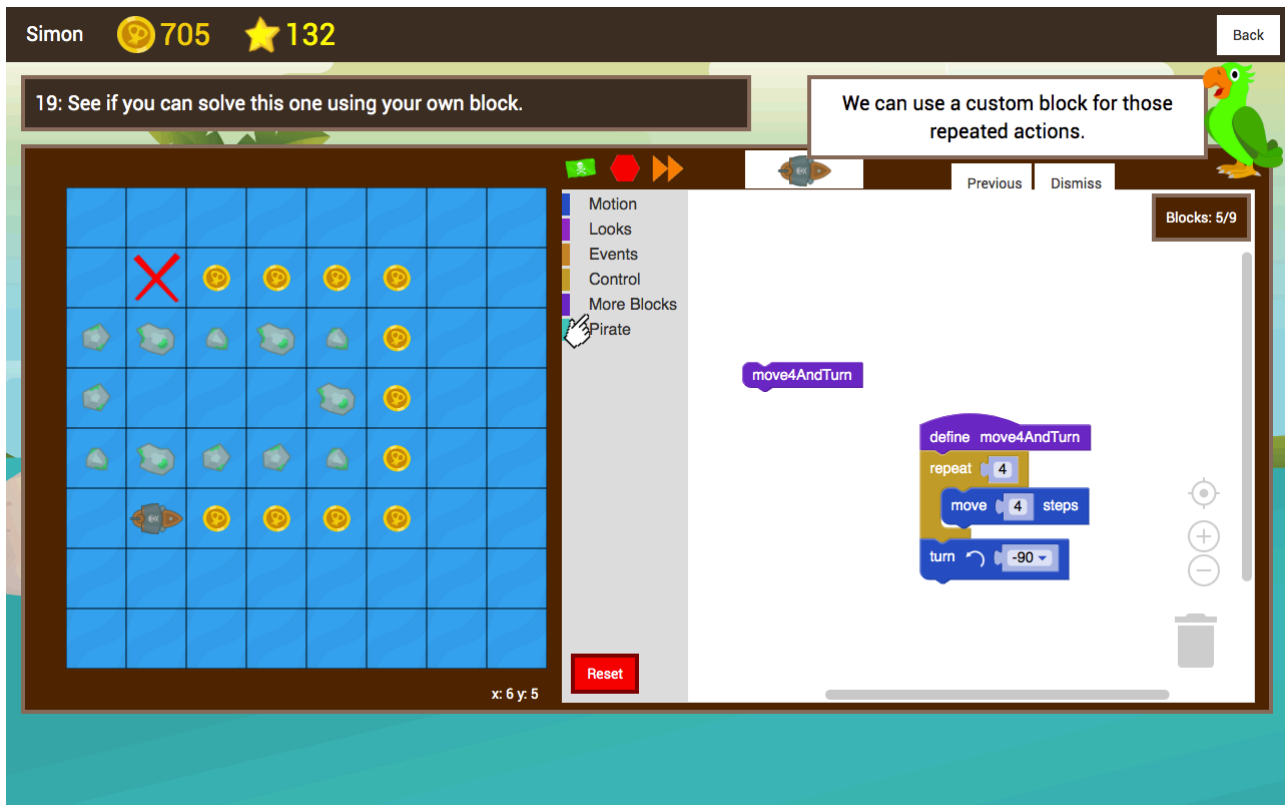 Simon
705
132
Back
19: See if you can solve this one using your own block.
We can use a custom block for those
repeated actions.
Previous
Dismiss
Motion
Looks
Events
Control
More Blocks
Pirate
Blocks: 5/9
move4AndTurn
define move4AndTurn
repeat 4
move 4 steps
turn -90
Reset
x: 6 y: 5